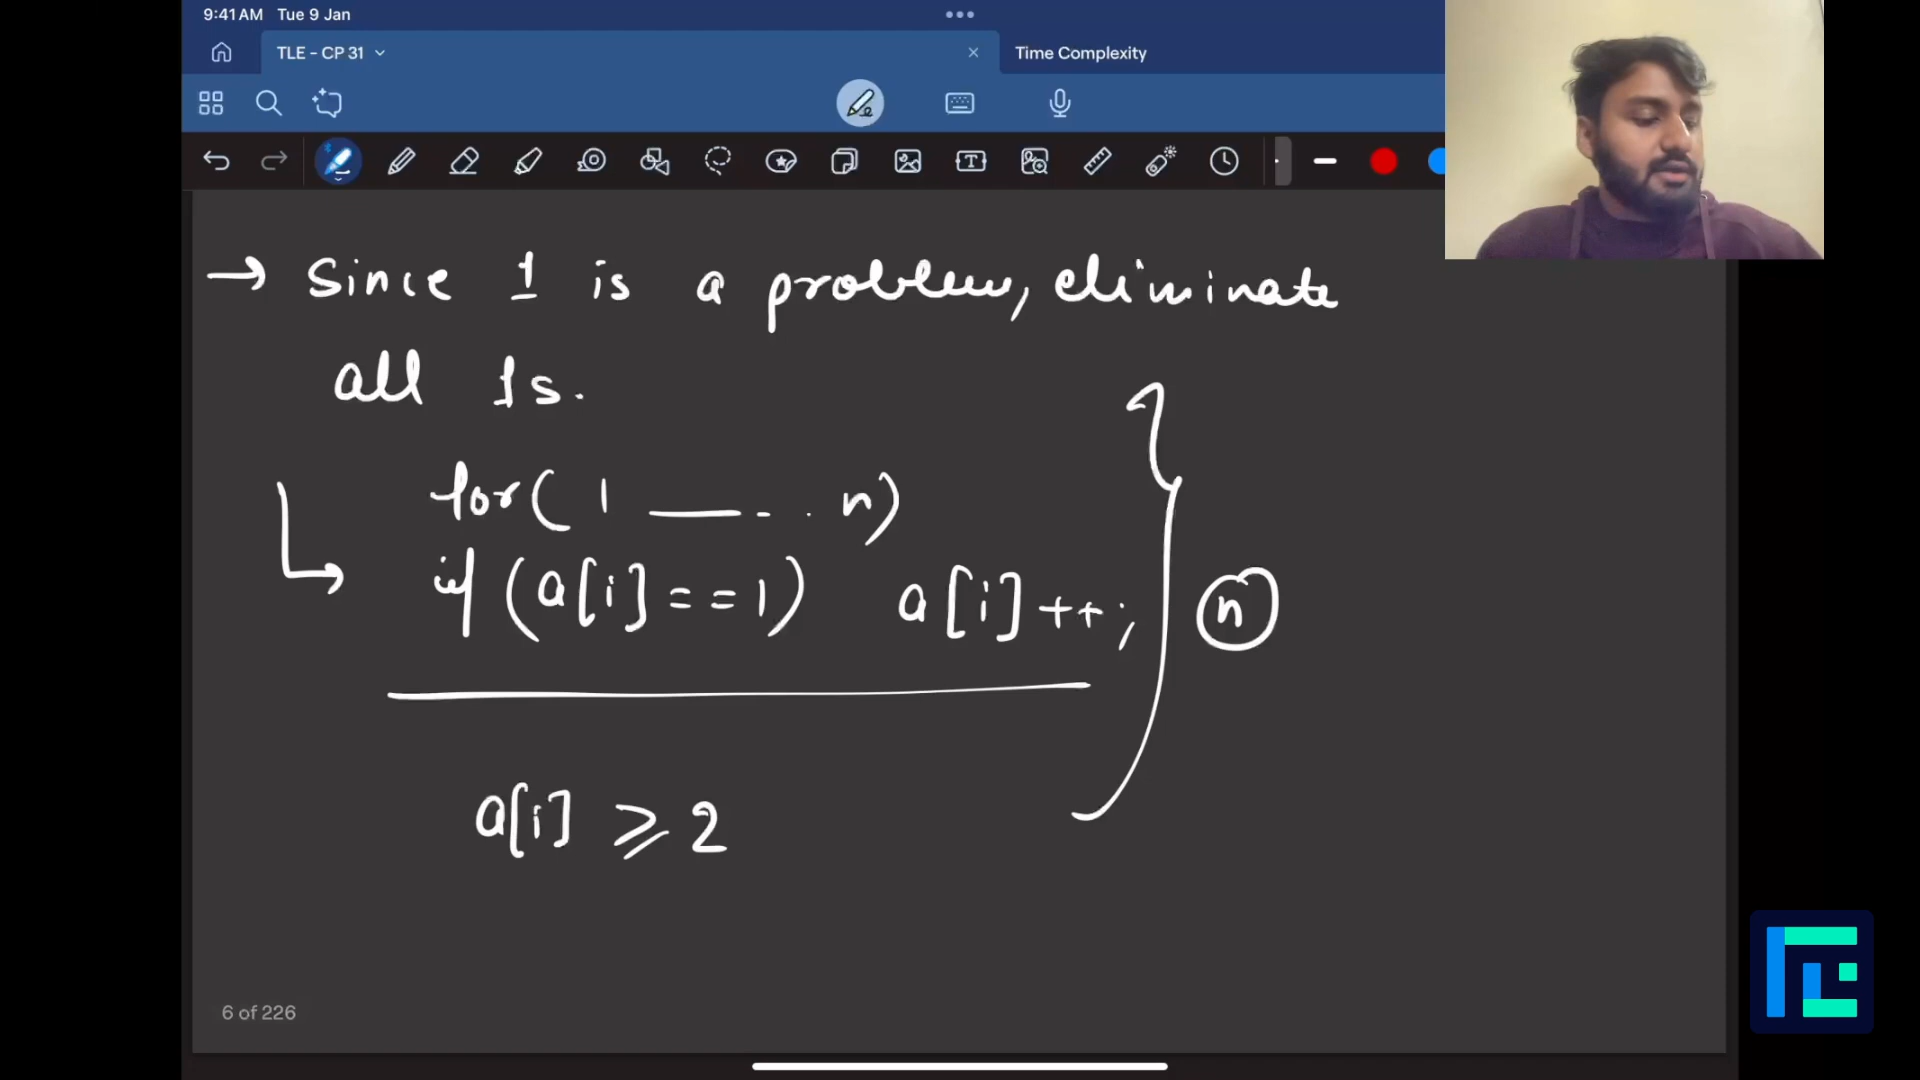 9:41 AM Tue 9 Jan
TLE - CP 31
Time Complexity
→ Since 1 is a problem, eliminate
all 1s.
for( 1 —— - . . n)
if (a[i]==1) a[i]++;
n
a[i] ⩾ 2
6 of 226